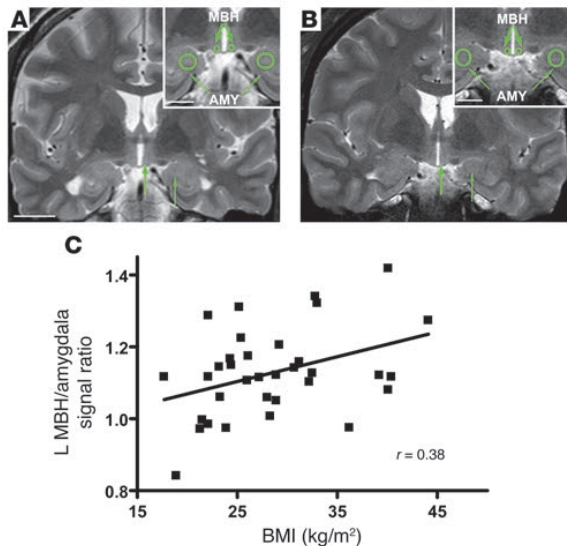 A
MBH
AMY
B
MBH
AMY
C
L MBH/amygdala
signal ratio
1.4
1.2
1.0
0.8
r = 0.38
15
25
35
45
BMI (kg/m²)